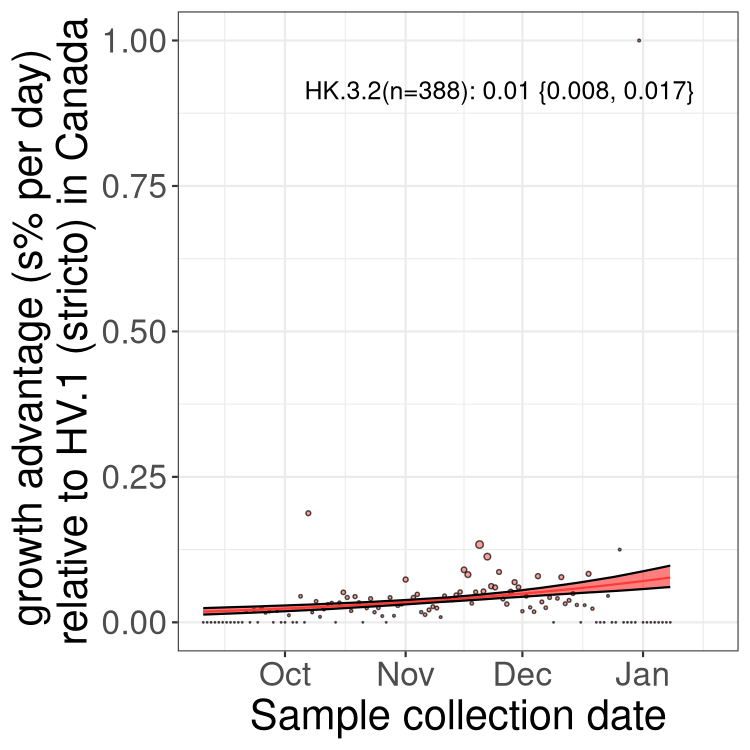 growth advantage (s% per day)
relative to HV.1 (stricto) in Canada
1.00
0.75
0.50
0.25
0.00
HK.3.2(n=388): 0.01 {0.008, 0.017}
Oct Nov Dec Jan
Sample collection date